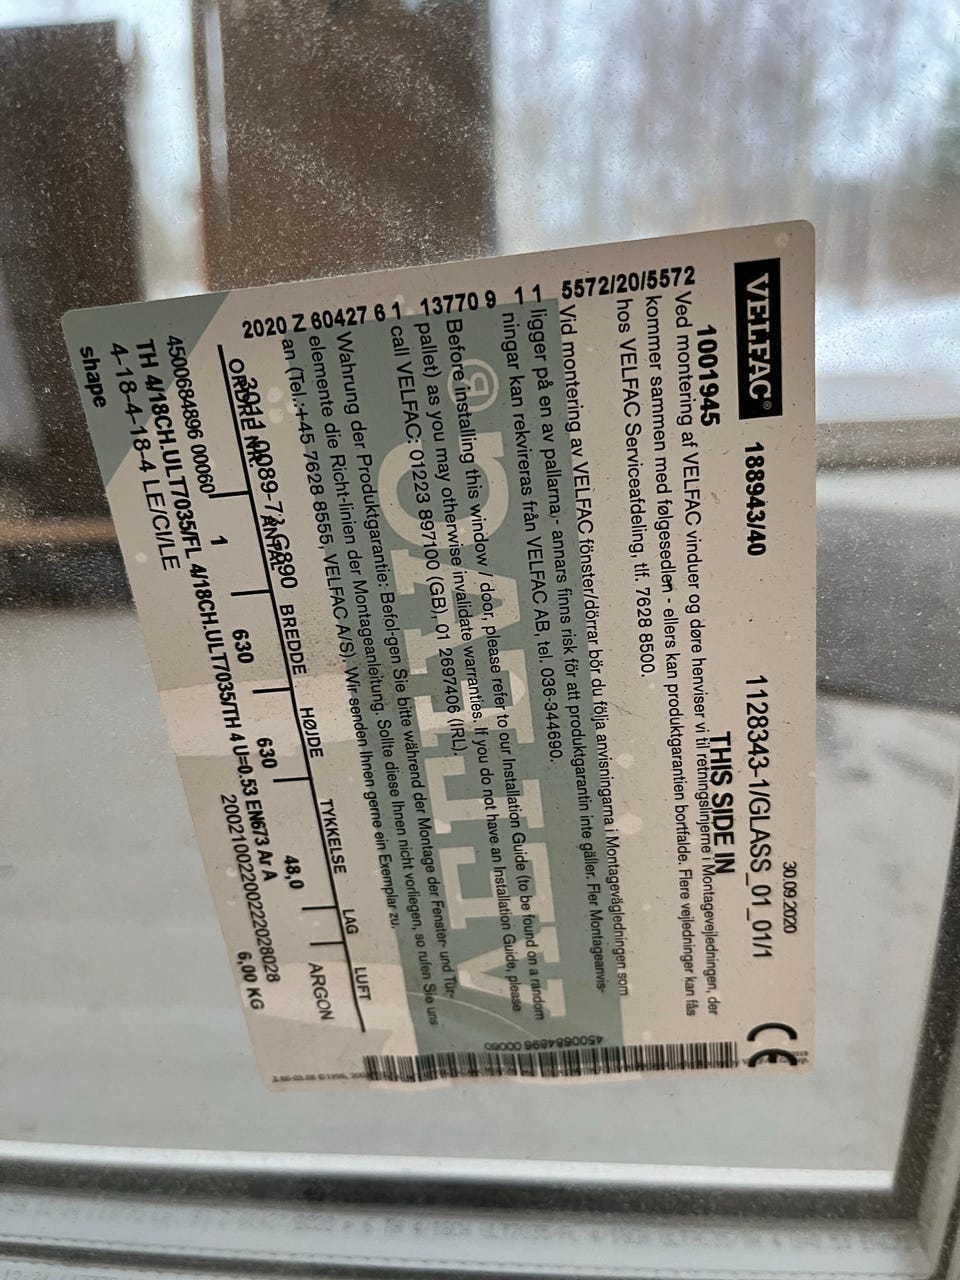 VELFAC®
188943/40
1128343-1/GLASS_01_01/1
30.09.2020
CE
1001945
THIS SIDE IN
Ved montering af VELFAC vinduer og døre henviser vi til retningslinjerne i Montagevejledningen, der
kommer sammen med følgesedlen - ellers kan produktgarantien bortfalde. Flere vejledninger kan fås
hos VELFAC Serviceafdeling, tlf. 7628 8500.
5572/20/5572
Vid montering av VELFAC fönster/dörrar bör du följa anvisningarna i Montagevägledningen som
ligger på en av pallarna,- annars finns risk för att produktgarantin inte gäller. Fler Montageanvis-
ningar kan rekvireras från VELFAC AB, tel. 036-344690.
1 1
13770 9
Before installing this window / door, please refer to our Installation Guide (to be found on a random
pallet) as you may otherwise invalidate warranties. If you do not have an Installation Guide, please
call VELFAC: 01223 897100 (GB), 01 2697406 (IRL).
2020 Z 60427 6 1
Wahrung der Produktgarantie: Befol-gen Sie bitte während der Montage der Fenster- und Tür-
elemente die Richt-linien der Montageanleitung. Sollte diese Ihnen nicht vorliegen, so rufen Sie uns
an (Tel.:+45 7628 8555, VELFAC A/S). Wir senden Ihnen gerne ein Exemplar zu.
ORDRE NR. ANTAL BREDDE HØJDE TYKKELSE LAG LUFT
ARGON
4500684896 00060 1 630 630 48,0
TH 4/18CH.ULT7035/FL 4/18CH.ULT7035/TH 4 U=0.53 EN673 Ar A
4-18-4-4-18-4 LE/CI/LE
2002100220022028028
6,00 KG
shape
4500684896 00060